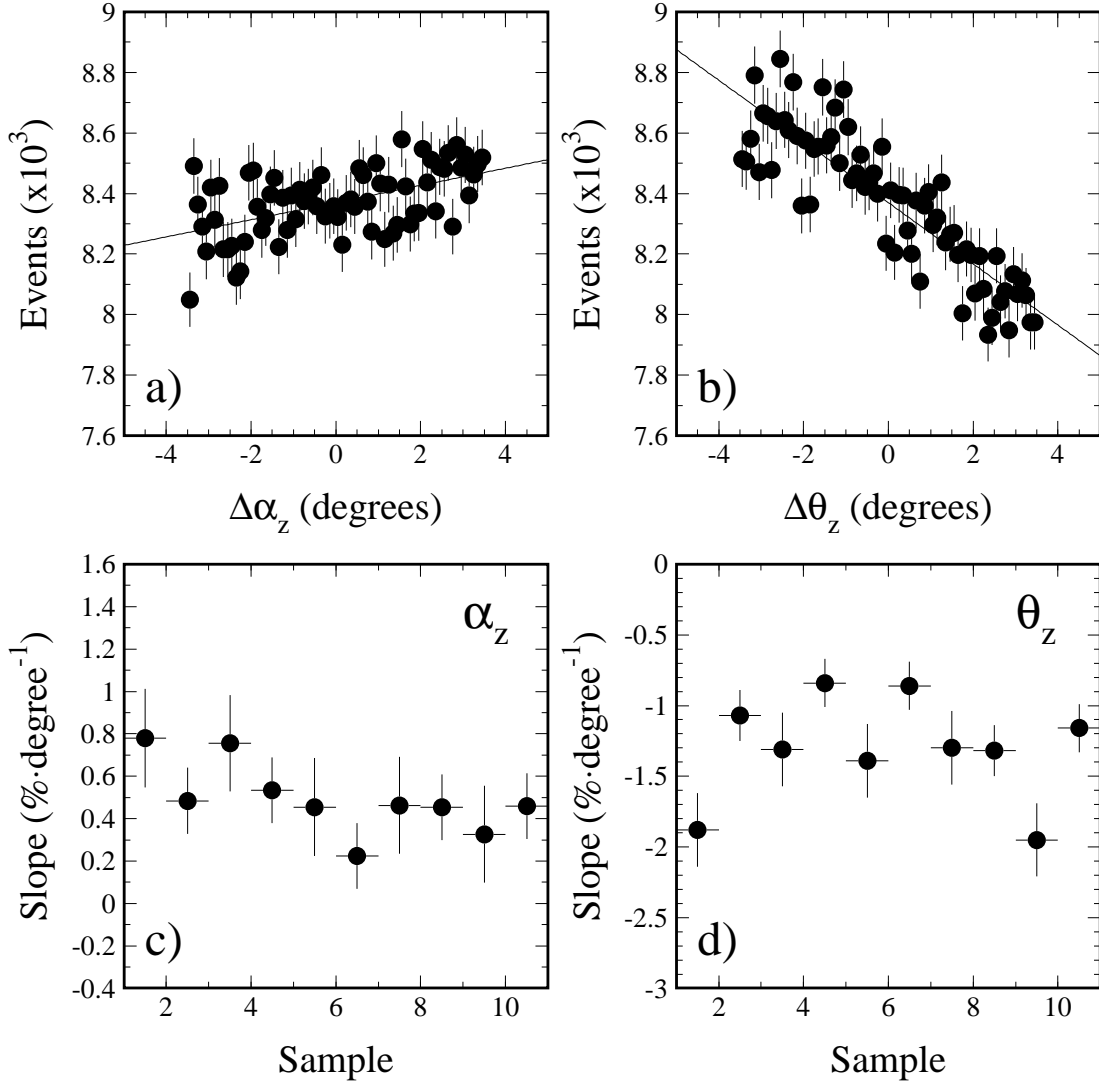 Events (x10³)
9
8.8
8.6
8.4
8.2
8
7.8
7.6
a)
-4 -2 0 2 4
Δα_z (degrees)
Events (x10³)
9
8.8
8.6
8.4
8.2
8
7.8
7.6
b)
-4 -2 0 2 4
Δθ_z (degrees)
Slope (%·degree⁻¹)
1.6
1.4
1.2
1
0.8
0.6
0.4
0.2
0
-0.2
-0.4
α_z
c)
2 4 6 8 10
Sample
Slope (%·degree⁻¹)
0
-0.5
-1
-1.5
-2
-2.5
-3
θ_z
d)
2 4 6 8 10
Sample